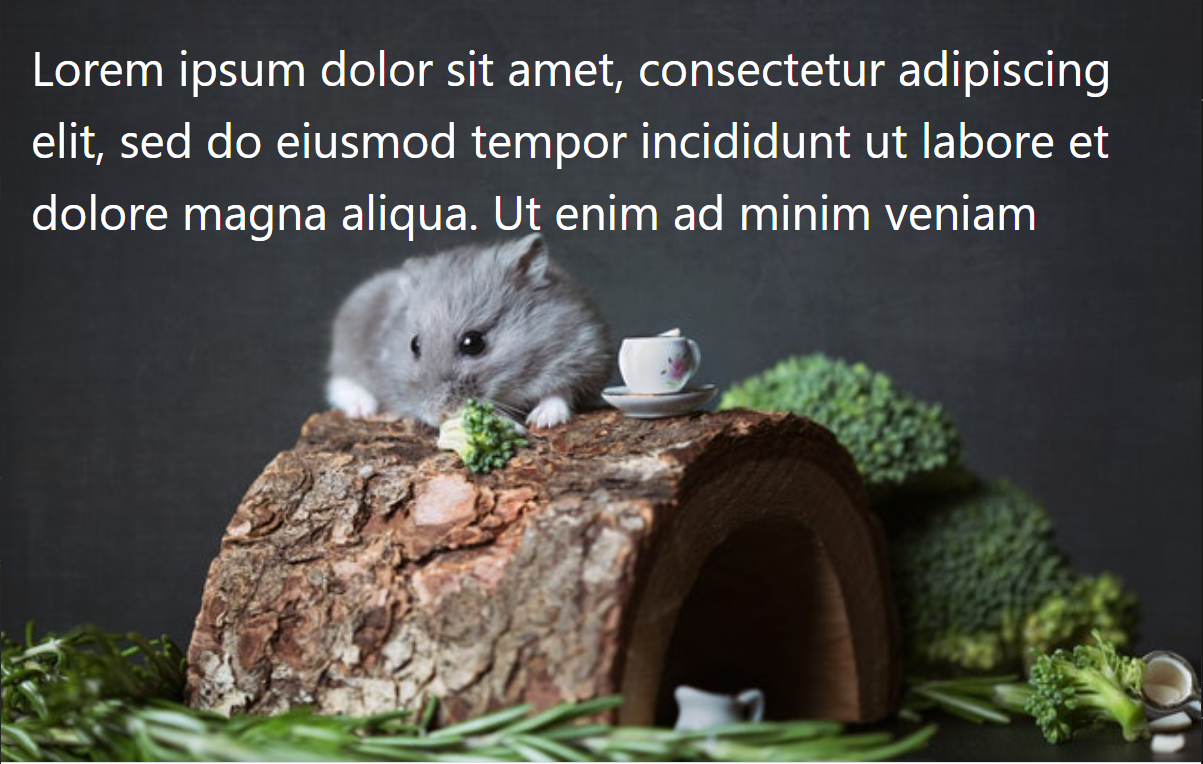 Lorem ipsum dolor sit amet, consectetur adipiscing
elit, sed do eiusmod tempor incididunt ut labore et
dolore magna aliqua. Ut enim ad minim veniam